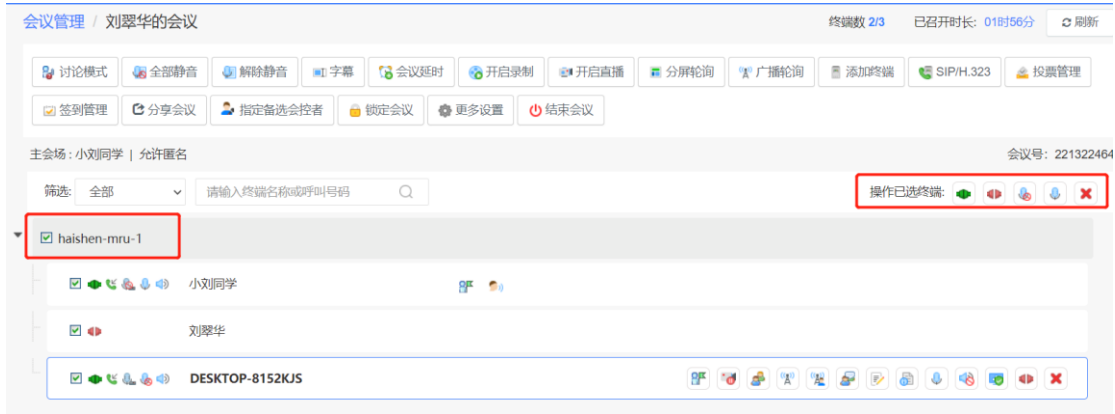 会议管理 / 刘翠华的会议 终端数 2/3 已召开时长: 01时56分 刷新
讨论模式 全部静音 解除静音 字幕 会议延时 开启录制 开启直播 分屏轮询 广播轮询 添加终端 SIP/H.323 投票管理
签到管理 分享会议 指定备选会控者 锁定会议 更多设置 结束会议
主会场 : 小刘同学 | 允许匿名 会议号: 221322464
筛选: 全部 请输入终端名称或呼叫号码 操作已选终端:
haishen-mru-1
小刘同学
刘翠华
DESKTOP-8152KJS